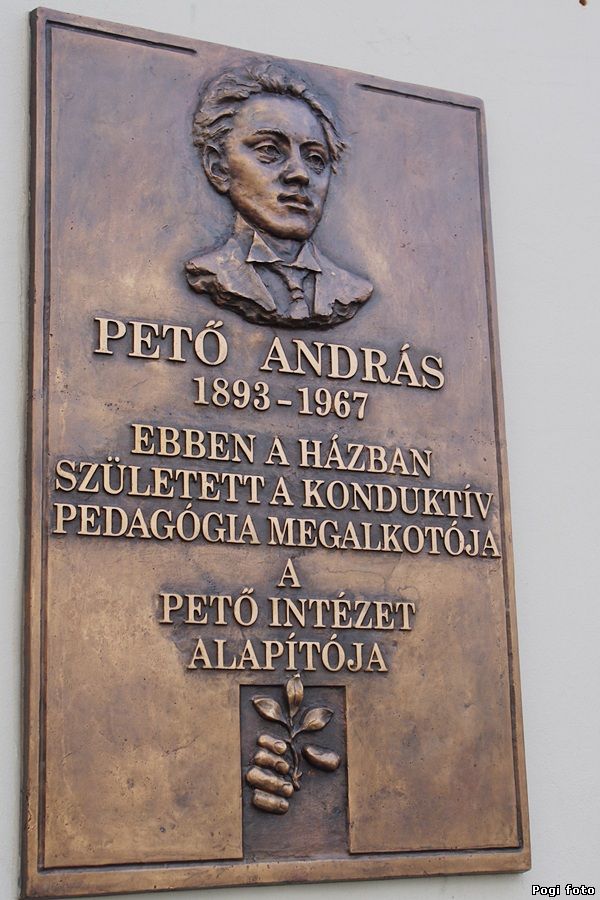 PETŐ ANDRÁS
1893-1967
EBBEN A HÁZBAN
SZÜLETETT A KONDUKTÍV
PEDAGÓGIA MEGALKOTÓJA
A
PETŐ INTÉZET
ALAPÍTÓJA
Pogi foto